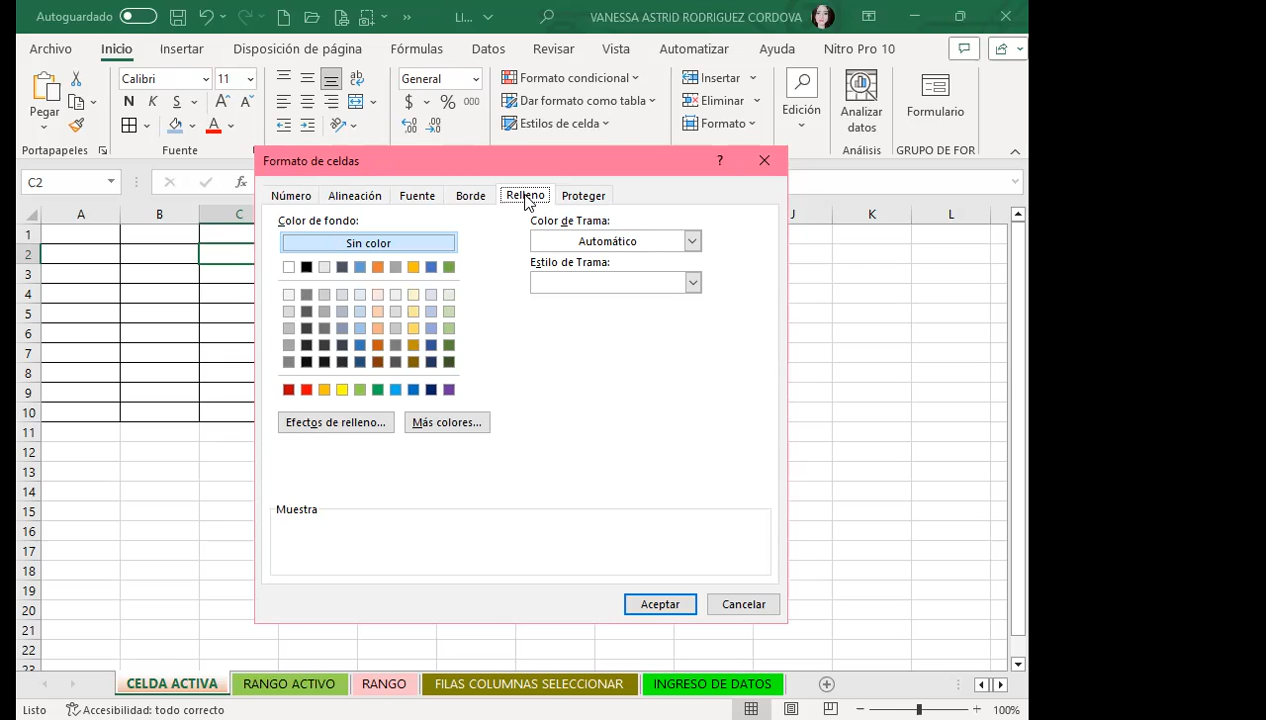 Autoguardado
LI...
VANESSA ASTRID RODRIGUEZ CORDOVA
Archivo Inicio Insertar Disposición de página Fórmulas Datos Revisar Vista Automatizar Ayuda Nitro Pro 10
Pegar
Calibri 11
N K S A A
General
$ % 000
Formato condicional
Dar formato como tabla
Estilos de celda
Insertar
Eliminar
Formato
Edición
Analizar
datos
Formulario
Portapapeles Fuente Análisis GRUPO DE FOR
C2 fx
Formato de celdas ?
Número Alineación Fuente Borde Relleno Proteger
Color de fondo:
Sin color
Color de Trama:
Automático
Estilo de Trama:
Efectos de relleno... Más colores...
Muestra
Aceptar Cancelar
A B C J K L
1
2
3
4
5
6
7
8
9
10
11
12
13
14
15
16
17
18
19
20
21
22
23
CELDA ACTIVA RANGO ACTIVO RANGO FILAS COLUMNAS SELECCIONAR INGRESO DE DATOS
Listo Accesibilidad: todo correcto 100%